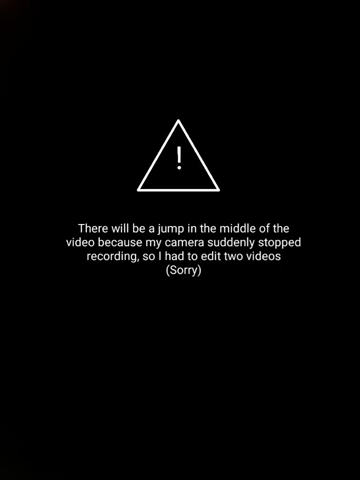 !
There will be a jump in the middle of the
video because my camera suddenly stopped
recording, so I had to edit two videos
(Sorry)